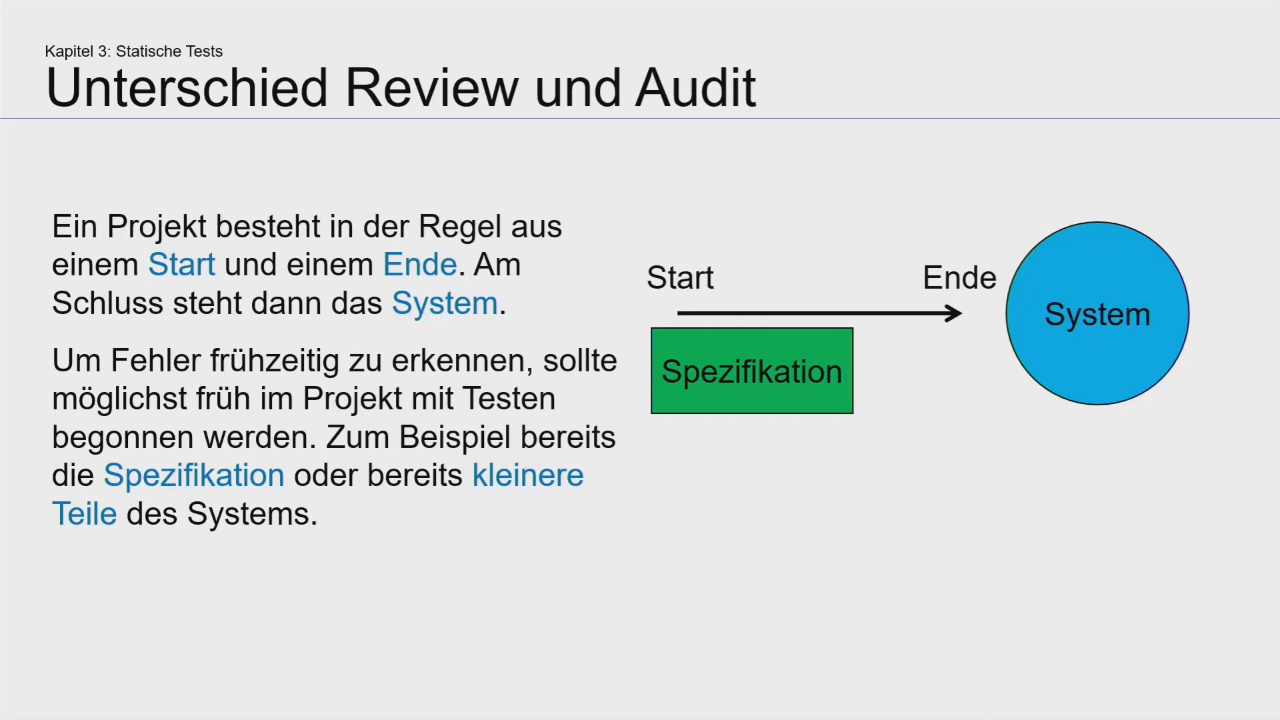 Kapitel 3: Statische Tests
Unterschied Review und Audit
Ein Projekt besteht in der Regel aus
einem Start und einem Ende. Am
Schluss steht dann das System.
Um Fehler frühzeitig zu erkennen, sollte
möglichst früh im Projekt mit Testen
begonnen werden. Zum Beispiel bereits
die Spezifikation oder bereits kleinere
Teile des Systems.
Start
Ende
System
Spezifikation